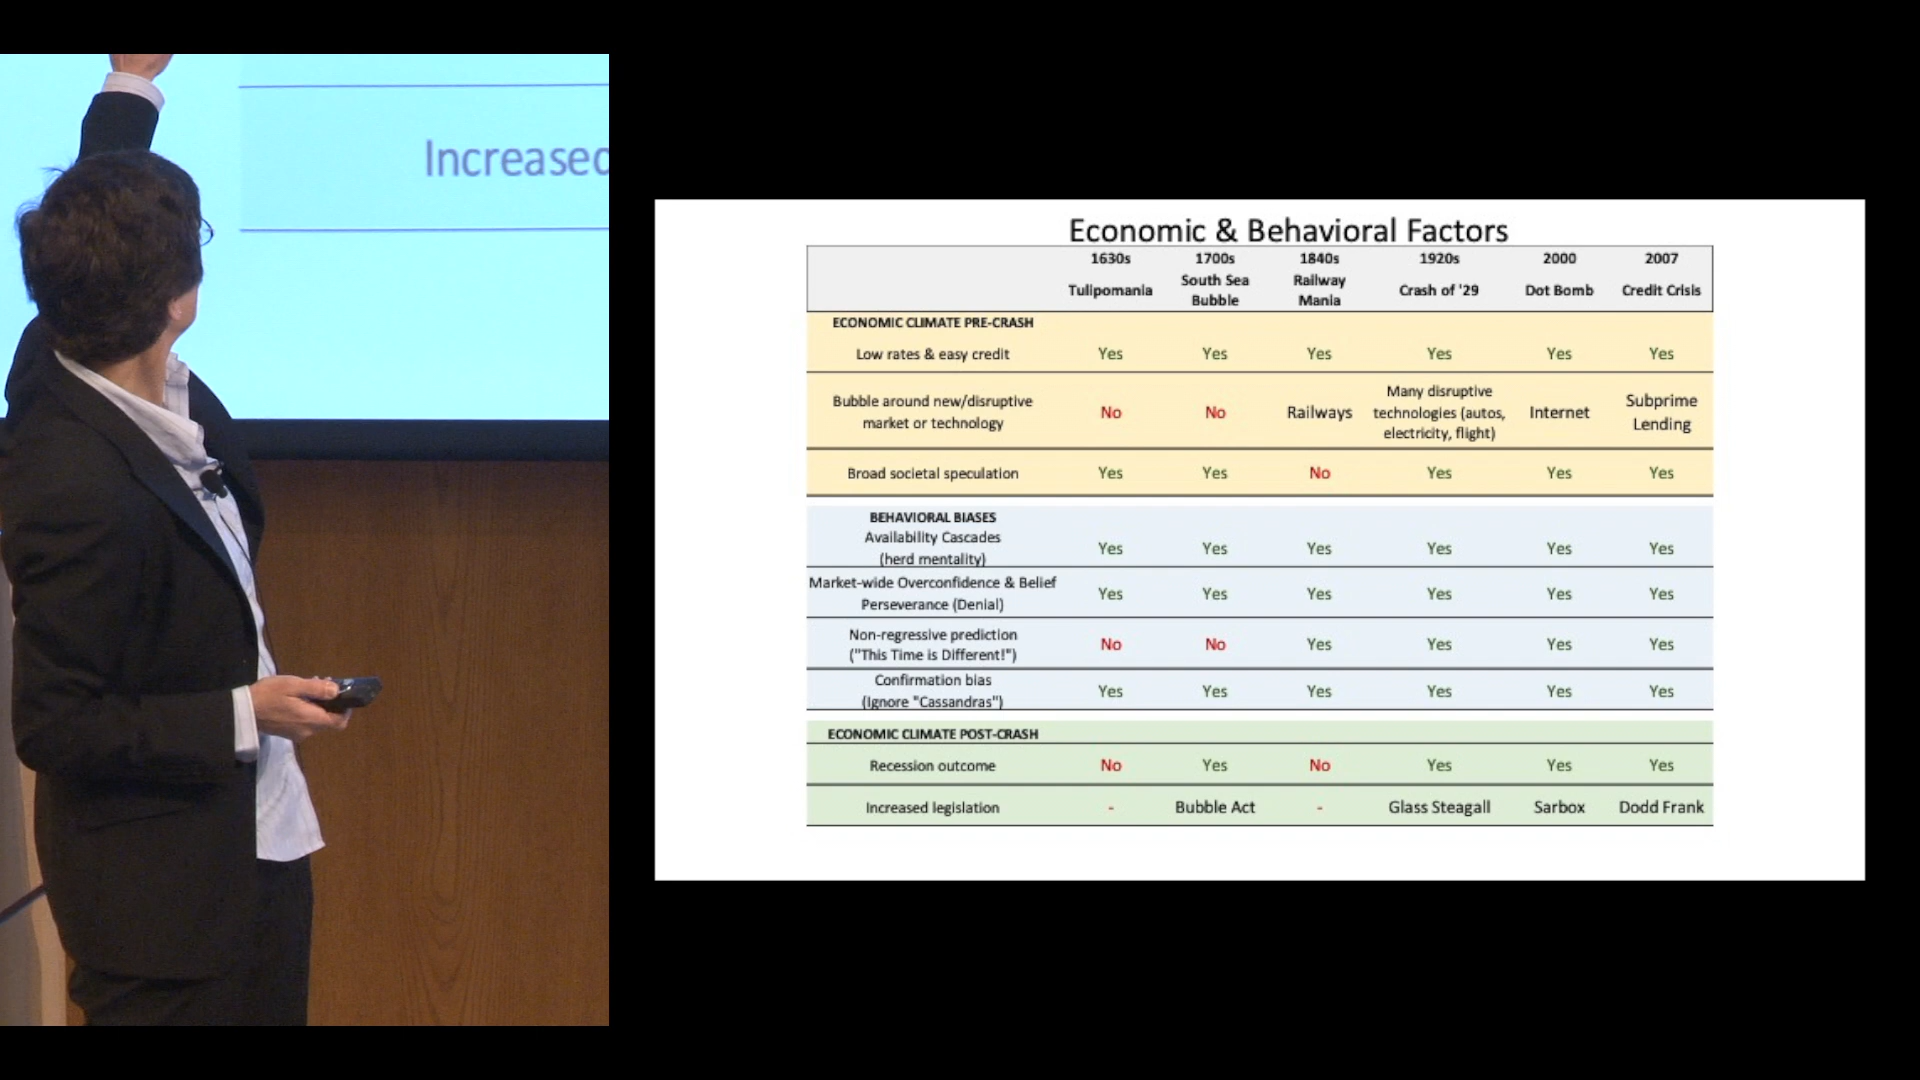 Increased
Economic & Behavioral Factors
1630s 1700s 1840s 1920s 2000 2007
Tulipomania South Sea Bubble Railway Mania Crash of '29 Dot Bomb Credit Crisis
ECONOMIC CLIMATE PRE-CRASH
Low rates & easy credit Yes Yes Yes Yes Yes Yes
Bubble around new/disruptive market or technology No No Railways Many disruptive technologies (autos, electricity, flight) Internet Subprime Lending
Broad societal speculation Yes Yes No Yes Yes Yes
BEHAVIORAL BIASES
Availability Cascades (herd mentality) Yes Yes Yes Yes Yes Yes
Market-wide Overconfidence & Belief Perseverance (Denial) Yes Yes Yes Yes Yes Yes
Non-regressive prediction ("This Time is Different!") No No Yes Yes Yes Yes
Confirmation bias (Ignore "Cassandras") Yes Yes Yes Yes Yes Yes
ECONOMIC CLIMATE POST-CRASH
Recession outcome No Yes No Yes Yes Yes
Increased legislation - Bubble Act - Glass Steagall Sarbox Dodd Frank